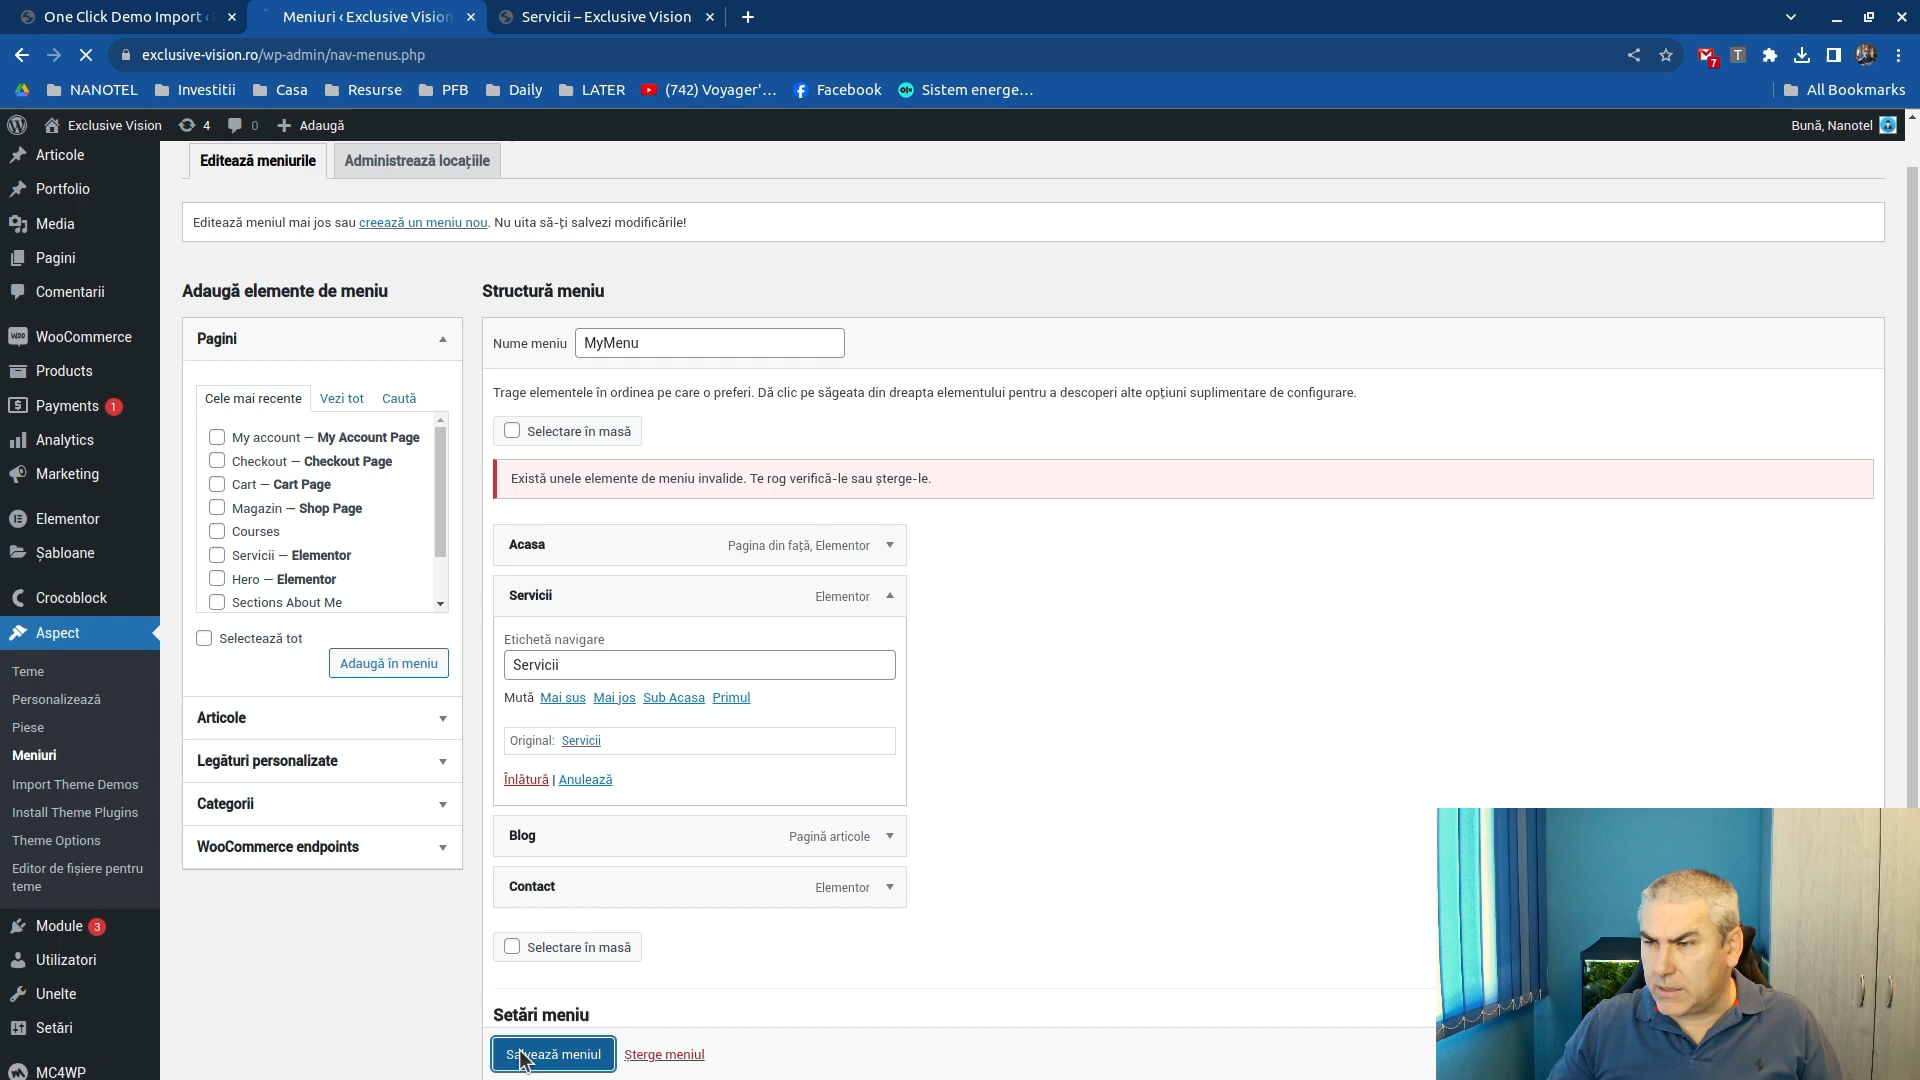 One Click Demo Import ‹
Meniuri ‹ Exclusive Vision
Servicii – Exclusive Vision
exclusive-vision.ro/wp-admin/nav-menus.php
7
T
NANOTEL
Investitii
Casa
Resurse
PFB
Daily
LATER
(742) Voyager'…
Facebook
Sistem energe…
All Bookmarks
Exclusive Vision
4
0
Adaugă
Bună, Nanotel
Articole
Portfolio
Media
Pagini
Comentarii
WooCommerce
Products
Payments 1
Analytics
Marketing
Elementor
Șabloane
Crocoblock
Aspect
Teme
Personalizează
Piese
Meniuri
Import Theme Demos
Install Theme Plugins
Theme Options
Editor de fișiere pentru
teme
Module 3
Utilizatori
Unelte
Setări
MC4WP
Editează meniurile
Administrează locațiile
Editează meniul mai jos sau creează un meniu nou. Nu uita să-ți salvezi modificările!
Adaugă elemente de meniu
Pagini
Cele mai recente
Vezi tot
Caută
My account — My Account Page
Checkout — Checkout Page
Cart — Cart Page
Magazin — Shop Page
Courses
Servicii — Elementor
Hero — Elementor
Sections About Me
Selectează tot
Adaugă în meniu
Articole
Legături personalizate
Categorii
WooCommerce endpoints
Structură meniu
Nume meniu
MyMenu
Trage elementele în ordinea pe care o preferi. Dă clic pe săgeata din dreapta elementului pentru a descoperi alte opțiuni suplimentare de configurare.
Selectare în masă
Există unele elemente de meniu invalide. Te rog verifică-le sau șterge-le.
Acasa
Pagina din față, Elementor
Servicii
Elementor
Etichetă navigare
Servicii
Mută Mai sus Mai jos Sub Acasa Primul
Original: Servicii
Înlătură | Anulează
Blog
Pagină articole
Contact
Elementor
Selectare în masă
Setări meniu
Salvează meniul
Șterge meniul